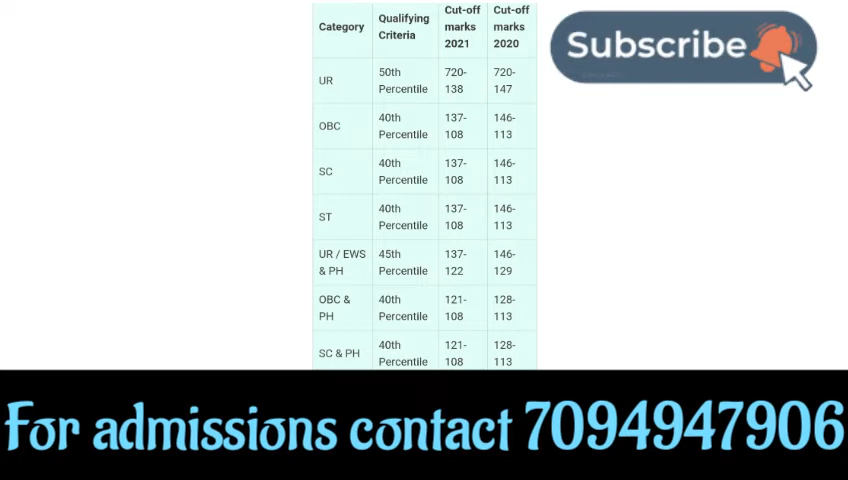 Category Qualifying Criteria Cut-off marks 2021 Cut-off marks 2020
UR 50th Percentile 720-138 720-147
OBC 40th Percentile 137-108 146-113
SC 40th Percentile 137-108 146-113
ST 40th Percentile 137-108 146-113
UR / EWS & PH 45th Percentile 137-122 146-129
OBC & PH 40th Percentile 121-108 128-113
SC & PH 40th Percentile 121-108 128-113
Subscribe
For admissions contact 7094947906